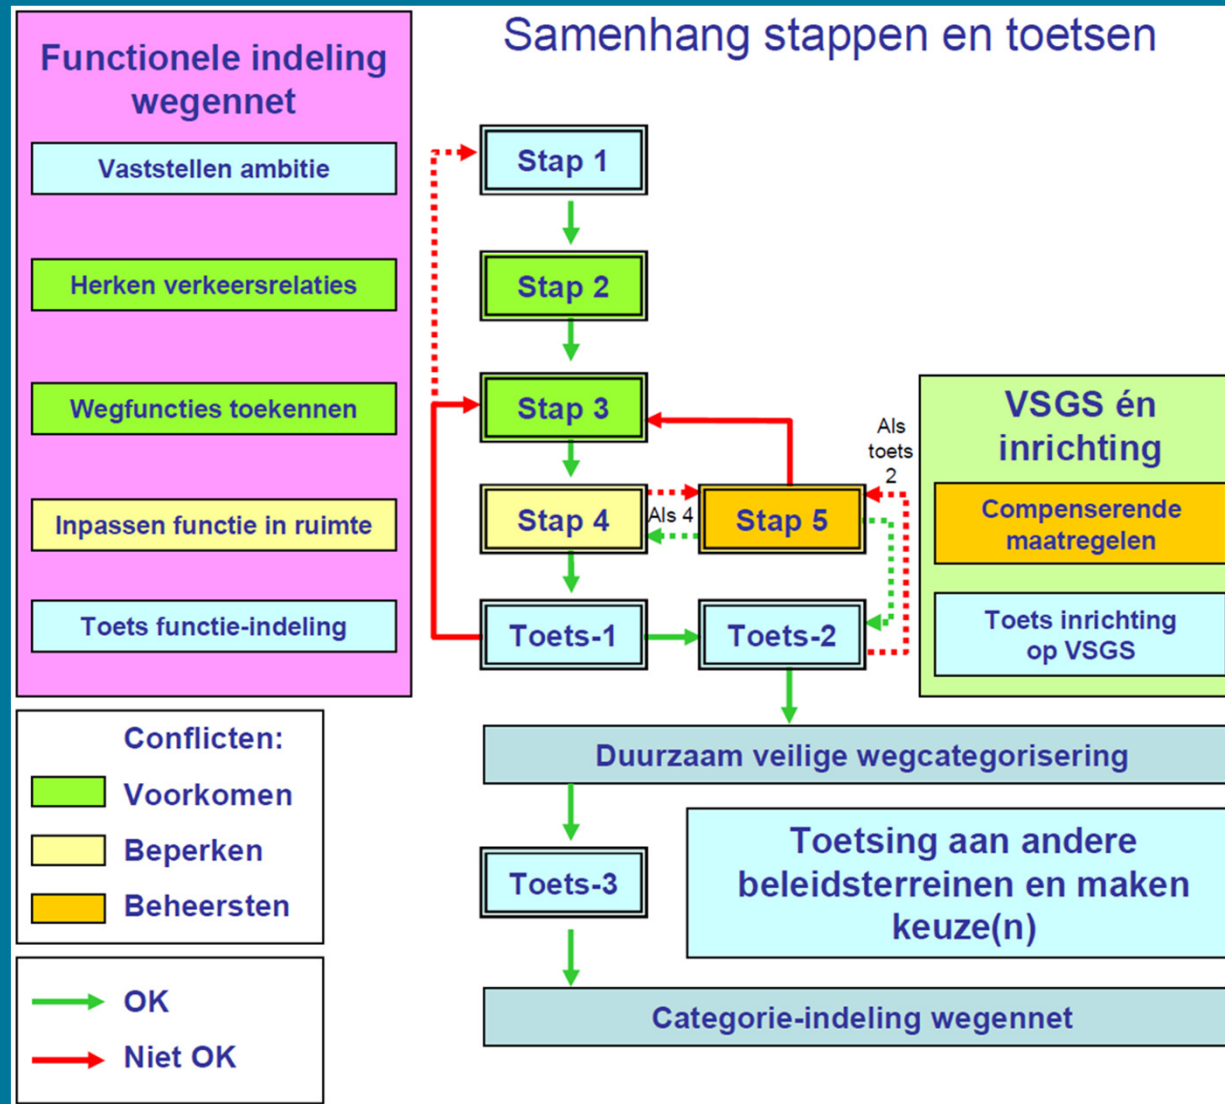 Samenhang stappen en toetsen
Functionele indeling
wegennet
Vaststellen ambitie
Herken verkeersrelaties
Wegfuncties toekennen
Inpassen functie in ruimte
Toets functie-indeling
Stap 1
Stap 2
Stap 3
Stap 4
Als 4
Stap 5
Als
toets
2
Toets-1
Toets-2
VSGS én
inrichting
Compenserende
maatregelen
Toets inrichting
op VSGS
Conflicten:
Voorkomen
Beperken
Beheersten
OK
Niet OK
Duurzaam veilige wegcategorisering
Toets-3
Toetsing aan andere
beleidsterreinen en maken
keuze(n)
Categorie-indeling wegennet